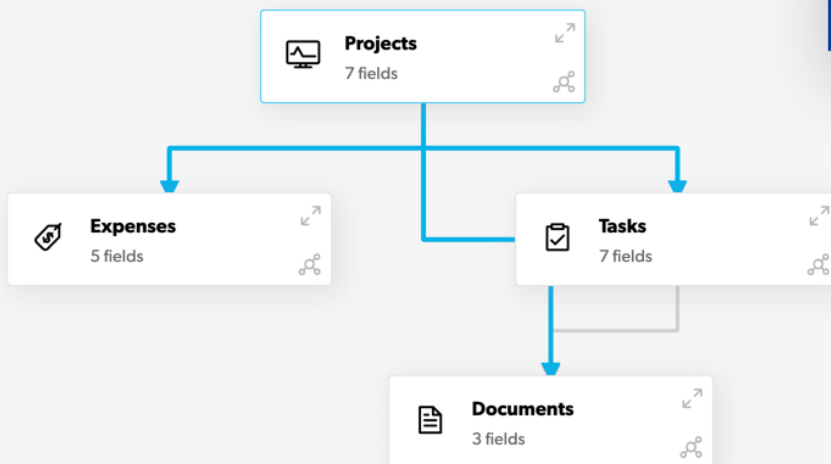 Projects
7 fields
Expenses
5 fields
Tasks
7 fields
Documents
3 fields